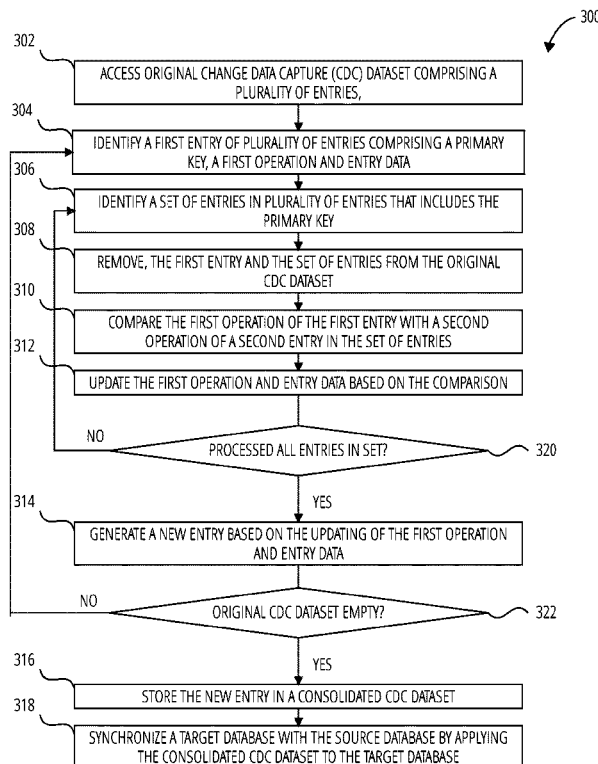 300
302
ACCESS ORIGINAL CHANGE DATA CAPTURE (CDC) DATASET COMPRISING A
PLURALITY OF ENTRIES,
304
IDENTIFY A FIRST ENTRY OF PLURALITY OF ENTRIES COMPRISING A PRIMARY
KEY, A FIRST OPERATION AND ENTRY DATA
306
IDENTIFY A SET OF ENTRIES IN PLURALITY OF ENTRIES THAT INCLUDES THE
PRIMARY KEY
308
REMOVE, THE FIRST ENTRY AND THE SET OF ENTRIES FROM THE ORIGINAL
CDC DATASET
310
COMPARE THE FIRST OPERATION OF THE FIRST ENTRY WITH A SECOND
OPERATION OF A SECOND ENTRY IN THE SET OF ENTRIES
312
UPDATE THE FIRST OPERATION AND ENTRY DATA BASED ON THE COMPARISON
NO
PROCESSED ALL ENTRIES IN SET?
320
YES
314
GENERATE A NEW ENTRY BASED ON THE UPDATING OF THE FIRST OPERATION
AND ENTRY DATA
NO
ORIGINAL CDC DATASET EMPTY?
322
YES
316
STORE THE NEW ENTRY IN A CONSOLIDATED CDC DATASET
318
SYNCHRONIZE A TARGET DATABASE WITH THE SOURCE DATABASE BY APPLYING
THE CONSOLIDATED CDC DATASET TO THE TARGET DATABASE